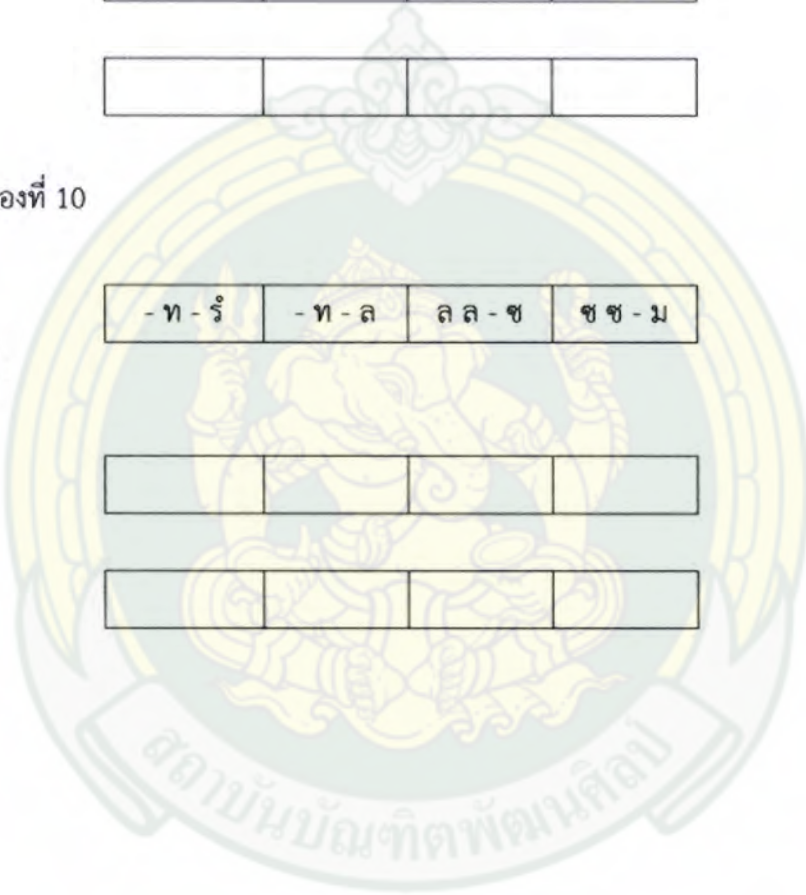 องที่ 10
- ท - รํ - ท - ล ล ล - ซ ซ ซ - ม
สถาบันบัณฑิตพัฒนศิลป์